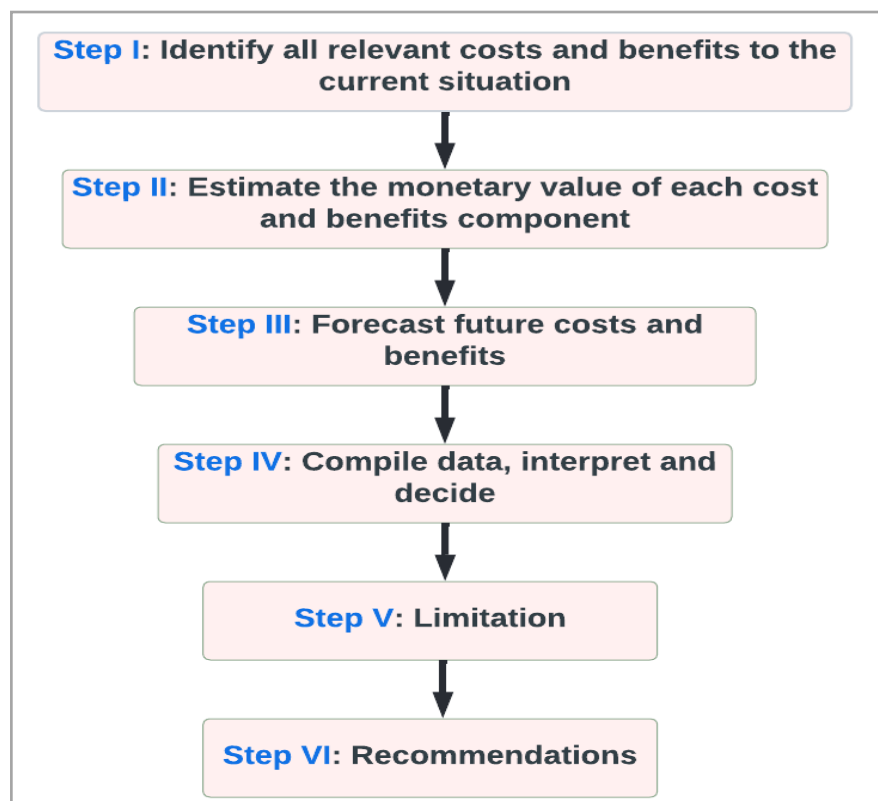 Step I: Identify all relevant costs and benefits to the
current situation
Step II: Estimate the monetary value of each cost
and benefits component
Step III: Forecast future costs and
benefits
Step IV: Compile data, interpret and
decide
Step V: Limitation
Step VI: Recommendations